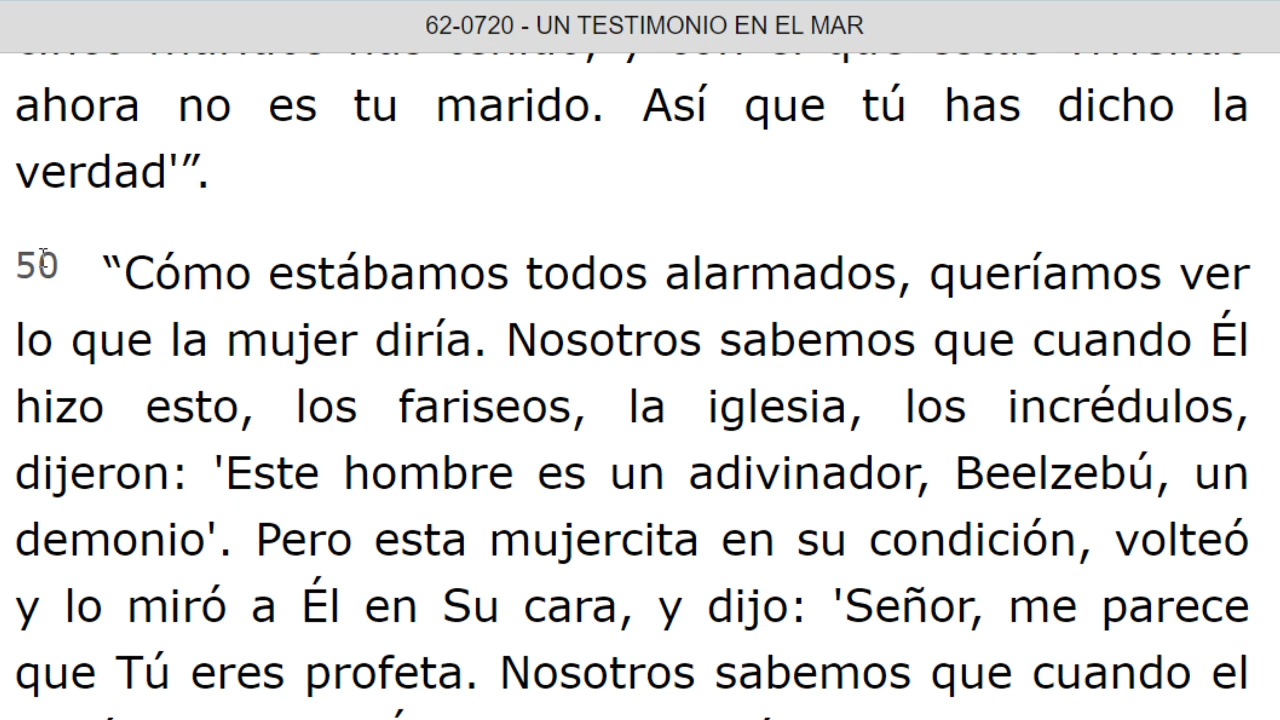 62-0720 - UN TESTIMONIO EN EL MAR
ahora no es tu marido. Así que tú has dicho la
verdad'”.
50 “Cómo estábamos todos alarmados, queríamos ver
lo que la mujer diría. Nosotros sabemos que cuando Él
hizo esto, los fariseos, la iglesia, los incrédulos,
dijeron: 'Este hombre es un adivinador, Beelzebú, un
demonio'. Pero esta mujercita en su condición, volteó
y lo miró a Él en Su cara, y dijo: 'Señor, me parece
que Tú eres profeta. Nosotros sabemos que cuando el